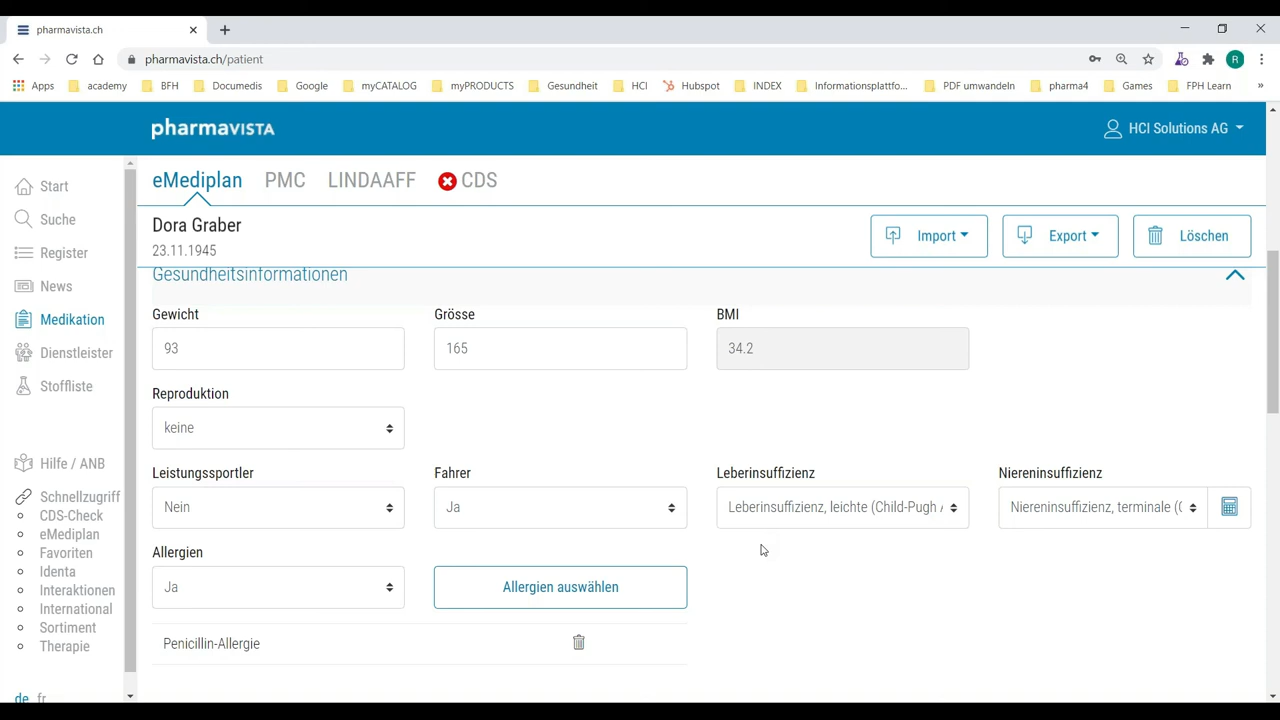 pharmavista.ch
pharmavista.ch/patient
R
Apps academy BFH Documedis Google myCATALOG myPRODUCTS Gesundheit HCI Hubspot INDEX Informationsplattfo... PDF umwandeln pharma4 Games FPH Learn »
pharmaVISTA
HCI Solutions AG
Start
Suche
Register
News
Medikation
Dienstleister
Stoffliste
Hilfe / ANB
Schnellzugriff
CDS-Check
eMediplan
Favoriten
Identa
Interaktionen
International
Sortiment
Therapie
de fr
eMediplan PMC LINDAAFF CDS
Dora Graber
23.11.1945
Import Export Löschen
Gesundheitsinformationen
Gewicht Grösse BMI
93 165 34.2
Reproduktion
keine
Leistungssportler Fahrer Leberinsuffizienz Niereninsuffizienz
Nein Ja Leberinsuffizienz, leichte (Child-Pugh Niereninsuffizienz, terminale (
Allergien
Ja Allergien auswählen
Penicillin-Allergie